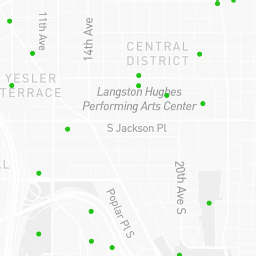 11th Ave
14th Ave
CENTRAL
DISTRICT
YESLER
TERRACE
Langston Hughes
Performing Arts Center
S Jackson Pl
20th Ave S
Poplar Pl S